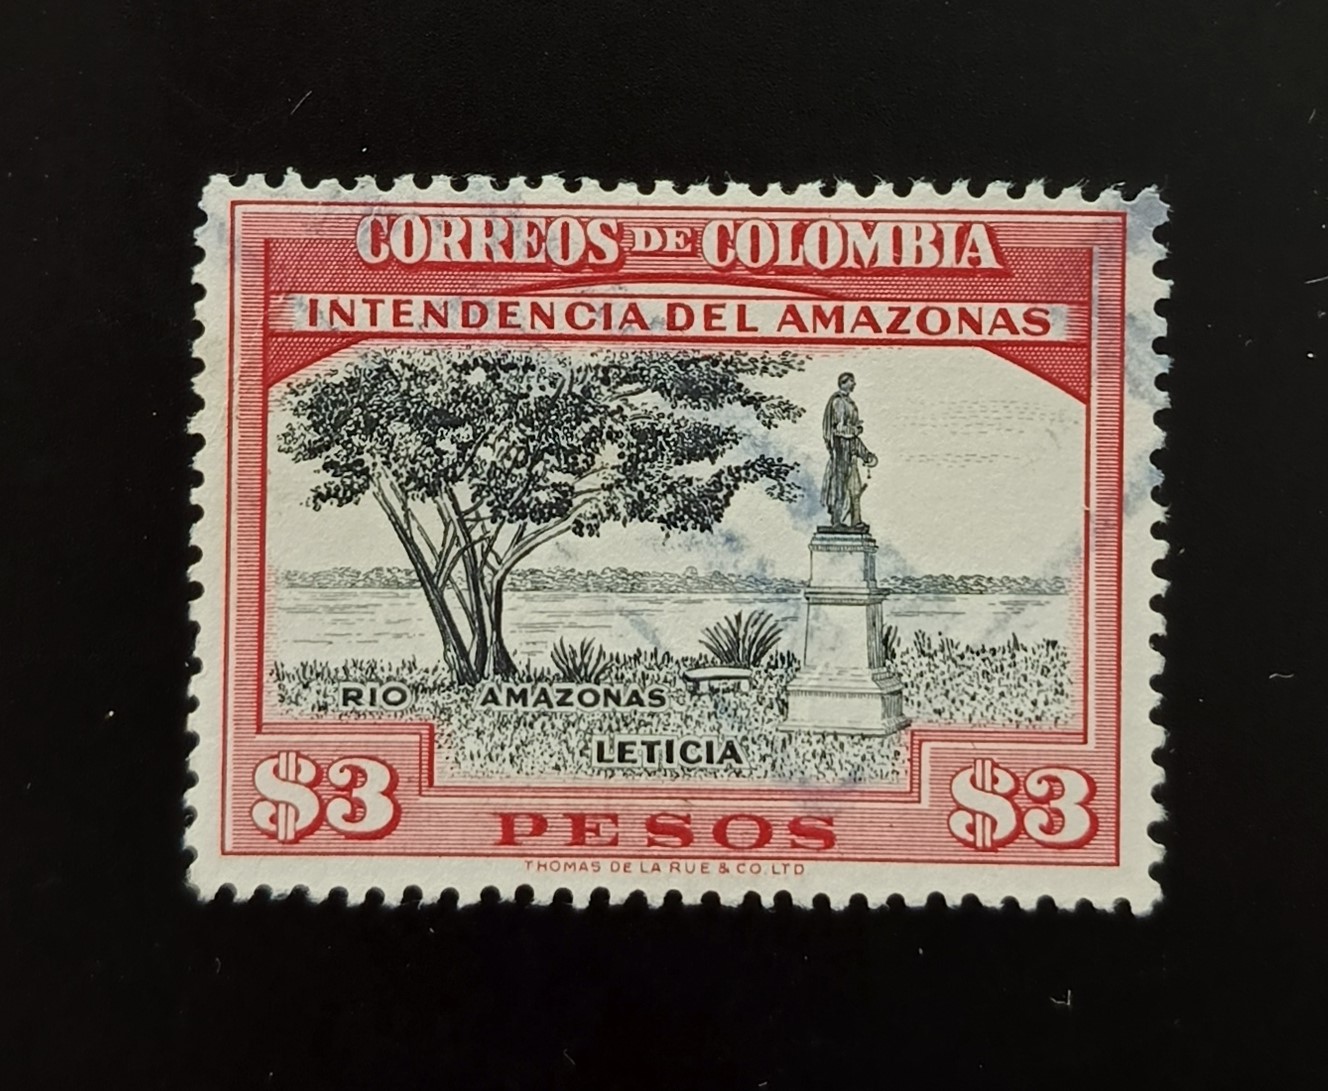 CORREOS DE COLOMBIA
INTENDENCIA DEL AMAZONAS
RIO AMAZONAS
LETICIA
$3 $3
PESOS
THOMAS DE LA RUE & CO. LTD